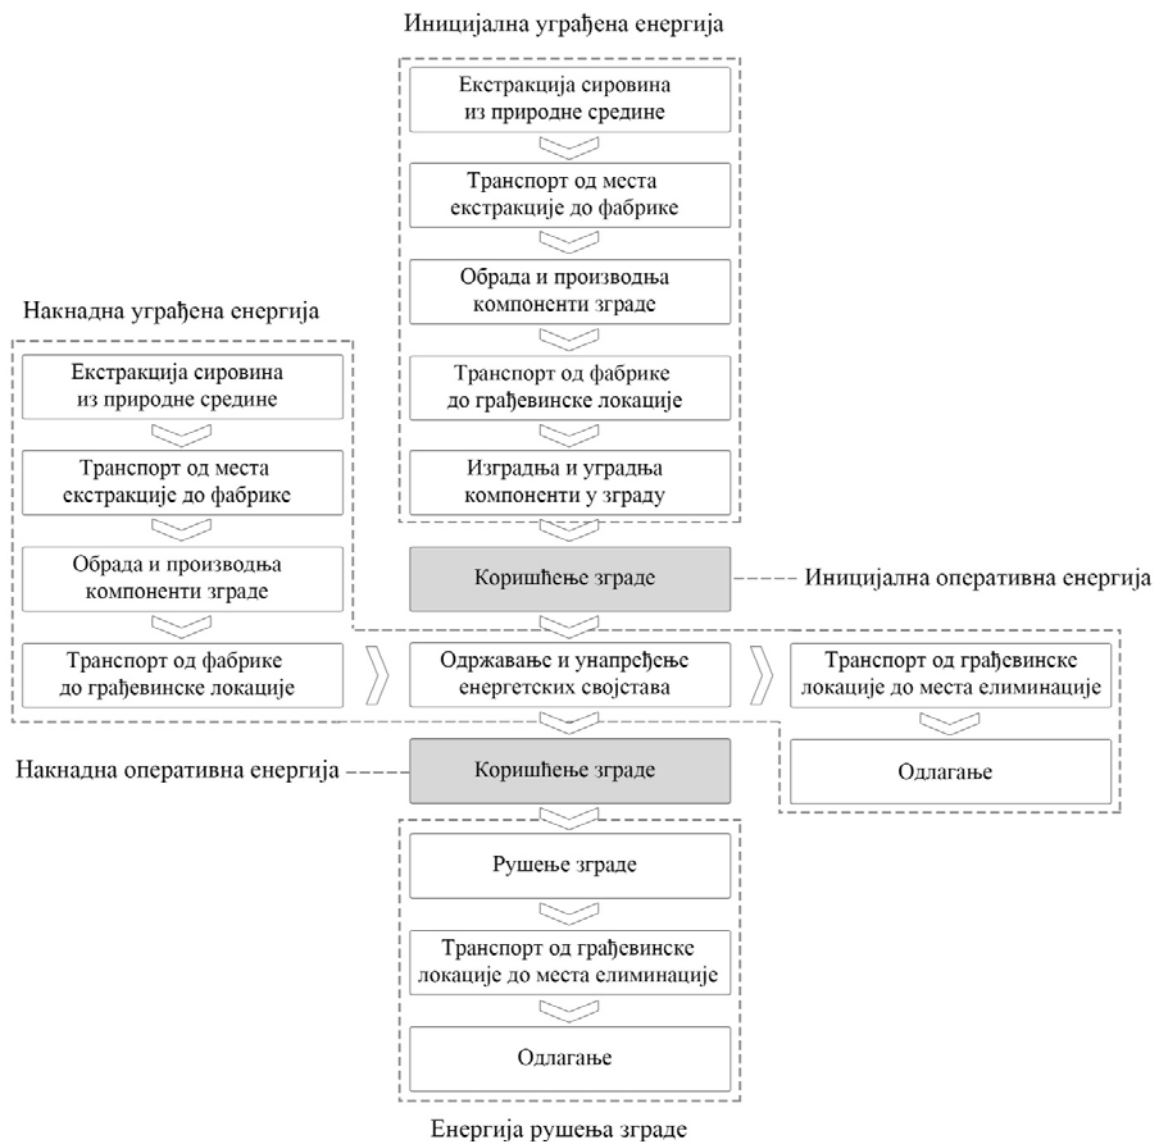 Иницијална уграђена енергија
Екстракција сировина
из природне средине
Транспорт од места
екстракције до фабрике
Обрада и производња
компоненти зграде
Транспорт од фабрике
до грађевинске локације
Изградња и уградња
компоненти у зграду
Накнадна уграђена енергија
Екстракција сировина
из природне средине
Транспорт од места
екстракције до фабрике
Обрада и производња
компоненти зграде
Транспорт од фабрике
до грађевинске локације
Коришћење зграде
Иницијална оперативна енергија
Одржавање и унапређење
енергетских својстава
Транспорт од грађевинске
локације до места елиминације
Одлагање
Накнадна оперативна енергија
Коришћење зграде
Рушење зграде
Транспорт од грађевинске
локације до места елиминације
Одлагање
Енергија рушења зграде